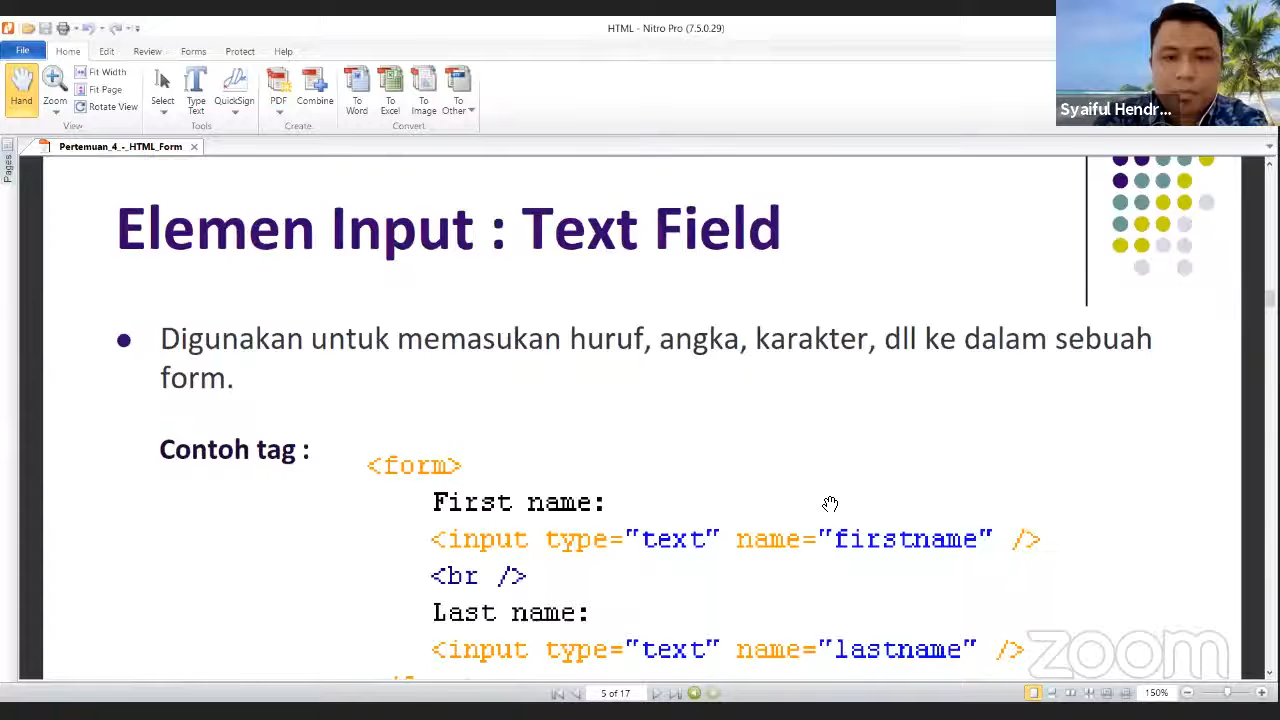 HTML - Nitro Pro (7.5.0.29)
File Home Edit Review Forms Protect Help
Hand Zoom Fit Width Fit Page Rotate View
View
Select Type Text QuickSign
Tools
PDF Combine
Create
To Word To Excel To Image To Other
Convert
Syaiful Hendr...
Pages
Pertemuan_4_-_HTML_Form
Elemen Input : Text Field
Digunakan untuk memasukan huruf, angka, karakter, dll ke dalam sebuah
form.
Contoh tag :
<form>
First name:
<input type="text" name="firstname" />
<br />
Last name:
<input type="text" name="lastname" />
zoom
5 of 17
150%